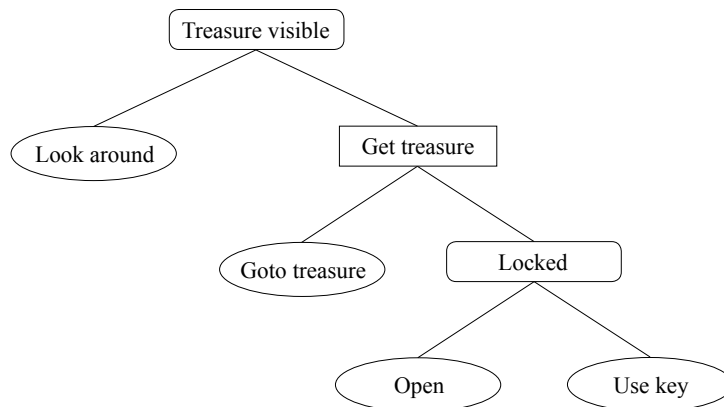 Treasure visible
Look around
Get treasure
Goto treasure
Locked
Open
Use key